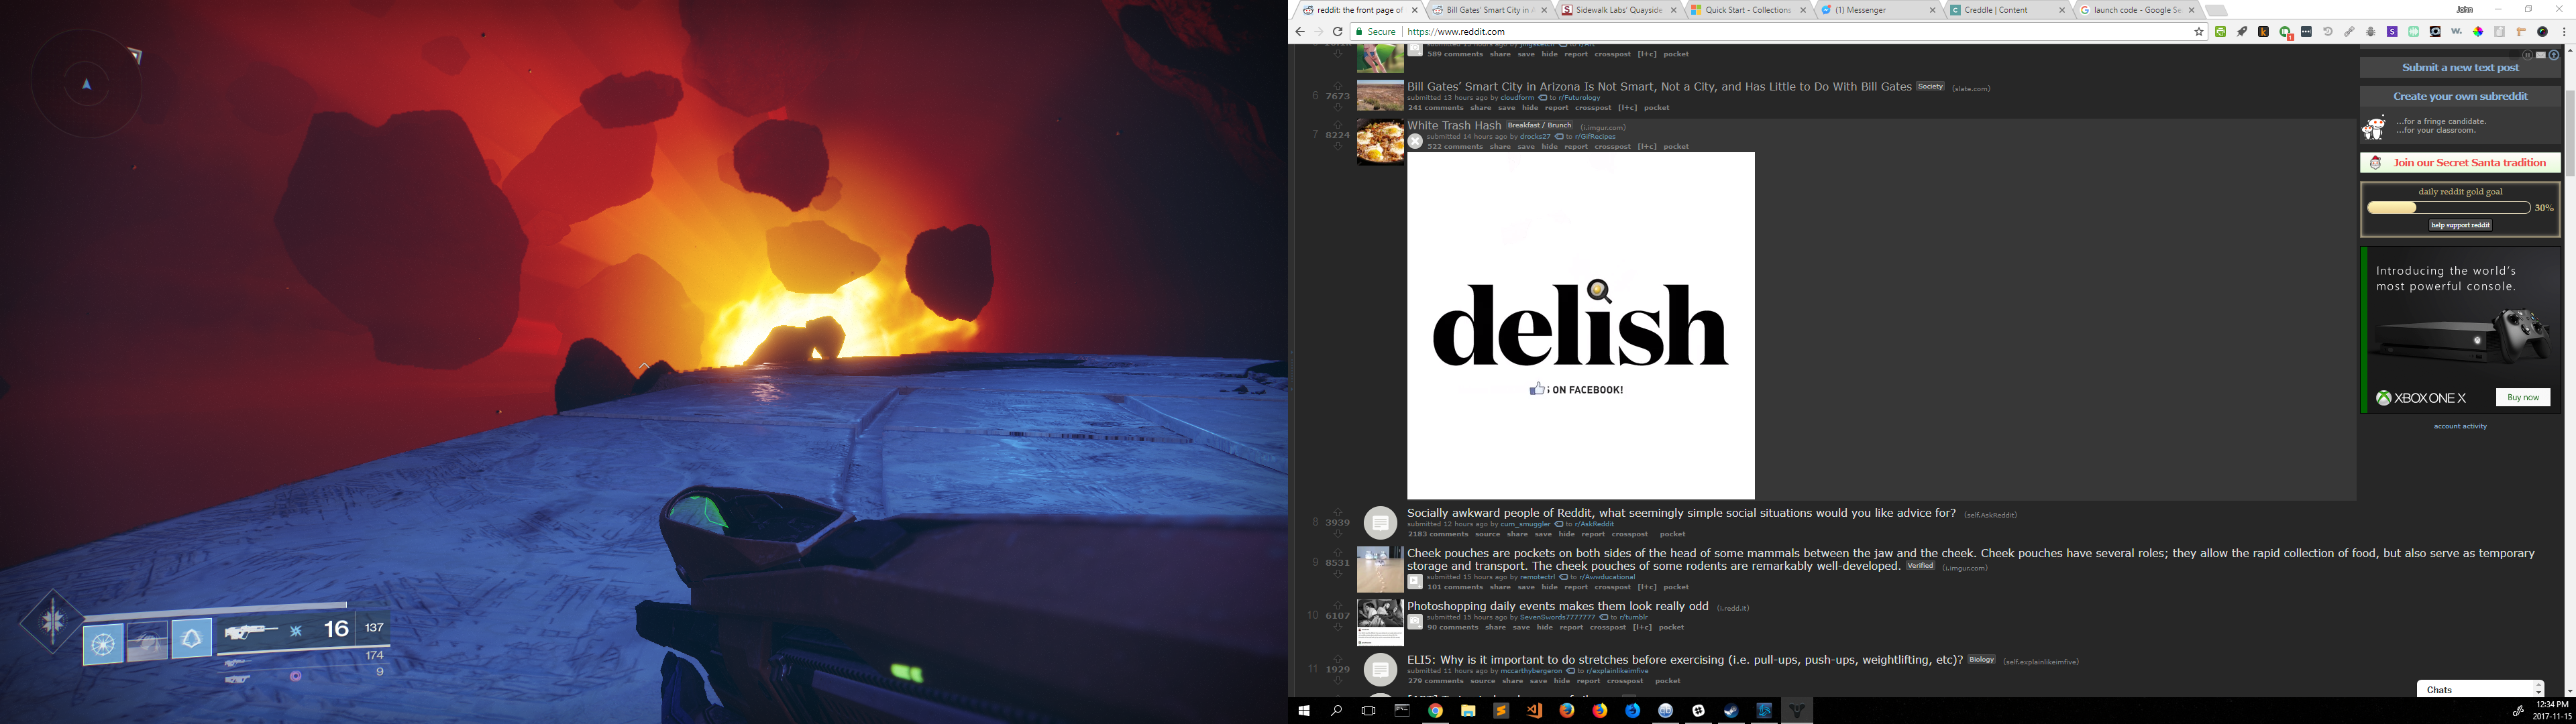 16
137
174
9
reddit: the front page of
Bill Gates' Smart City in A
Sidewalk Labs' Quayside
Quick Start - Collections
(1) Messenger
Creddle | Content
launch code - Google Se
John
Secure
https://www.reddit.com
589 comments share save hide report crosspost [l+c] pocket
6
7673
Bill Gates' Smart City in Arizona Is Not Smart, Not a City, and Has Little to Do With Bill Gates Society (slate.com)
submitted 13 hours ago by cloudform to r/Futurology
241 comments share save hide report crosspost [l+c] pocket
7
8224
White Trash Hash Breakfast / Brunch (i.imgur.com)
submitted 14 hours ago by drocks27 to r/GifRecipes
522 comments share save hide report crosspost [l+c] pocket
delish
ON FACEBOOK!
8
3939
Socially awkward people of Reddit, what seemingly simple social situations would you like advice for? (self.AskReddit)
submitted 12 hours ago by cum_smuggler to r/AskReddit
2183 comments source share save hide report crosspost pocket
9
8531
Cheek pouches are pockets on both sides of the head of some mammals between the jaw and the cheek. Cheek pouches have several roles; they allow the rapid collection of food, but also serve as temporary
storage and transport. The cheek pouches of some rodents are remarkably well-developed. Verified (i.imgur.com)
submitted 15 hours ago by remotectrl to r/Awwducational
101 comments share save hide report crosspost [l+c] pocket
10
6107
Photoshopping daily events makes them look really odd (i.redd.it)
submitted 15 hours ago by SevenSwords7777777 to r/tumblr
90 comments share save hide report crosspost [l+c] pocket
11
1929
ELI5: Why is it important to do stretches before exercising (i.e. pull-ups, push-ups, weightlifting, etc)? Biology (self.explainlikeimfive)
submitted 11 hours ago by mccarthybergeron to r/explainlikeimfive
279 comments source share save hide report crosspost pocket
Submit a new text post
Create your own subreddit
...for a fringe candidate.
...for your classroom.
Join our Secret Santa tradition
daily reddit gold goal
30%
help support reddit
Introducing the world's
most powerful console.
XBOX ONE X
Buy now
account activity
Chats
12:34 PM
2017-11-15